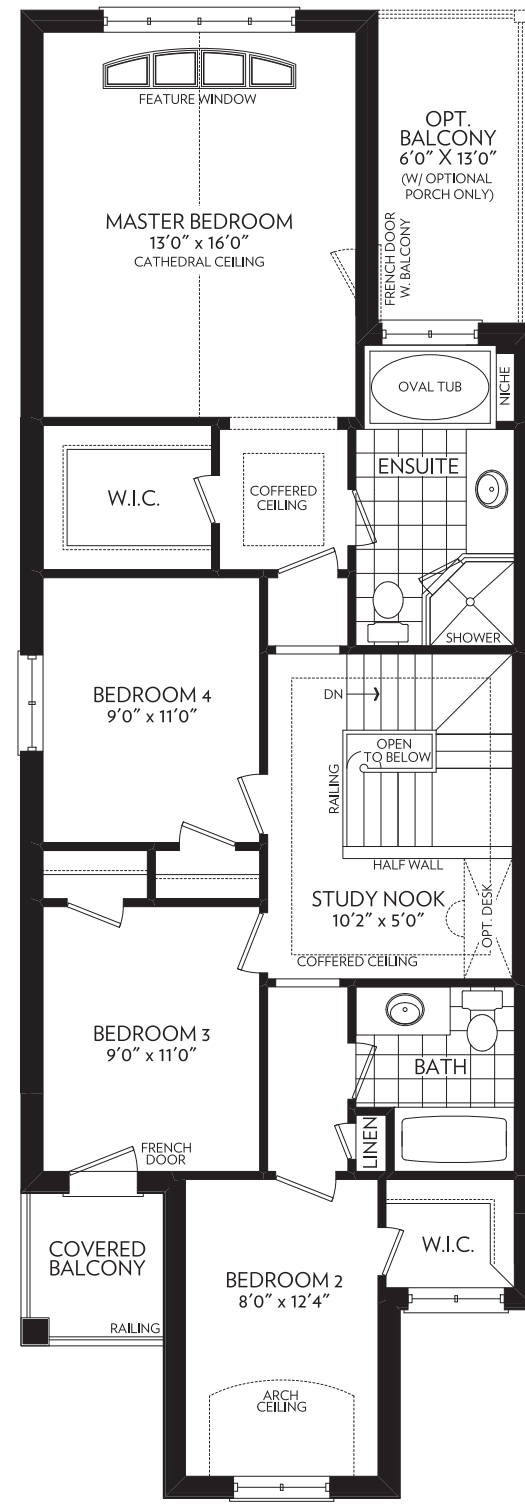 FEATURE WINDOW
OPT.
BALCONY
6'0" X 13'0"
(W/ OPTIONAL
PORCH ONLY)
MASTER BEDROOM
13'0" x 16'0"
CATHEDRAL CEILING
FRENCH DOOR
W. BALCONY
OVAL TUB
NICHE
ENSUITE
W.I.C.
COFFERED
CEILING
SHOWER
BEDROOM 4
9'0" x 11'0"
DN
OPEN
TO BELOW
RAILING
HALF WALL
STUDY NOOK
10'2" x 5'0"
OPT. DESK
COFFERED CEILING
BEDROOM 3
9'0" x 11'0"
BATH
LINEN
FRENCH
DOOR
COVERED
BALCONY
RAILING
W.I.C.
BEDROOM 2
8'0" x 12'4"
ARCH
CEILING